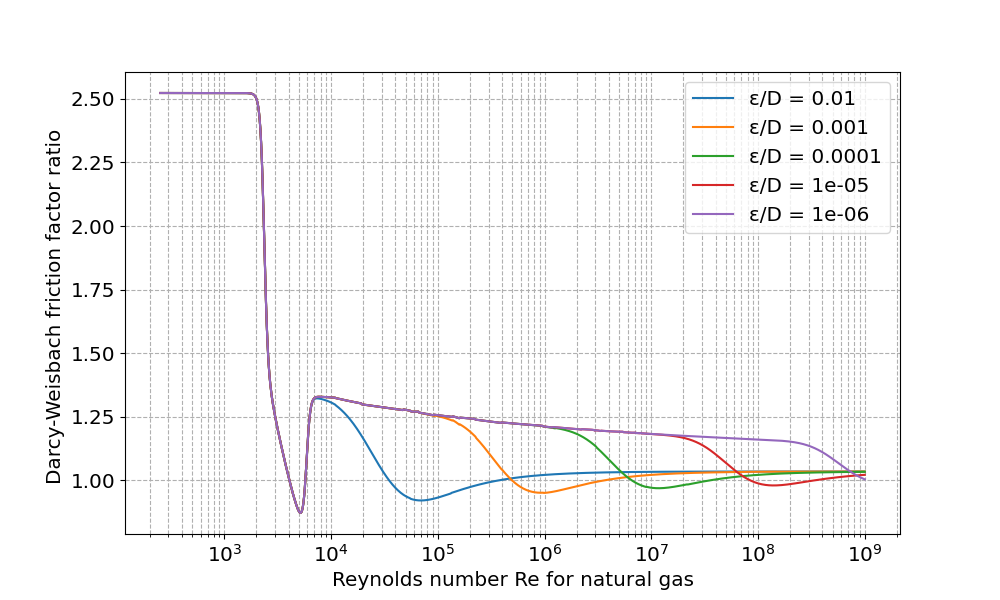 Darcy-Weisbach friction factor ratio
2.50
2.25
2.00
1.75
1.50
1.25
1.00
ε/D = 0.01
ε/D = 0.001
ε/D = 0.0001
ε/D = 1e-05
ε/D = 1e-06
10³ 10⁴ 10⁵ 10⁶ 10⁷ 10⁸ 10⁹
Reynolds number Re for natural gas